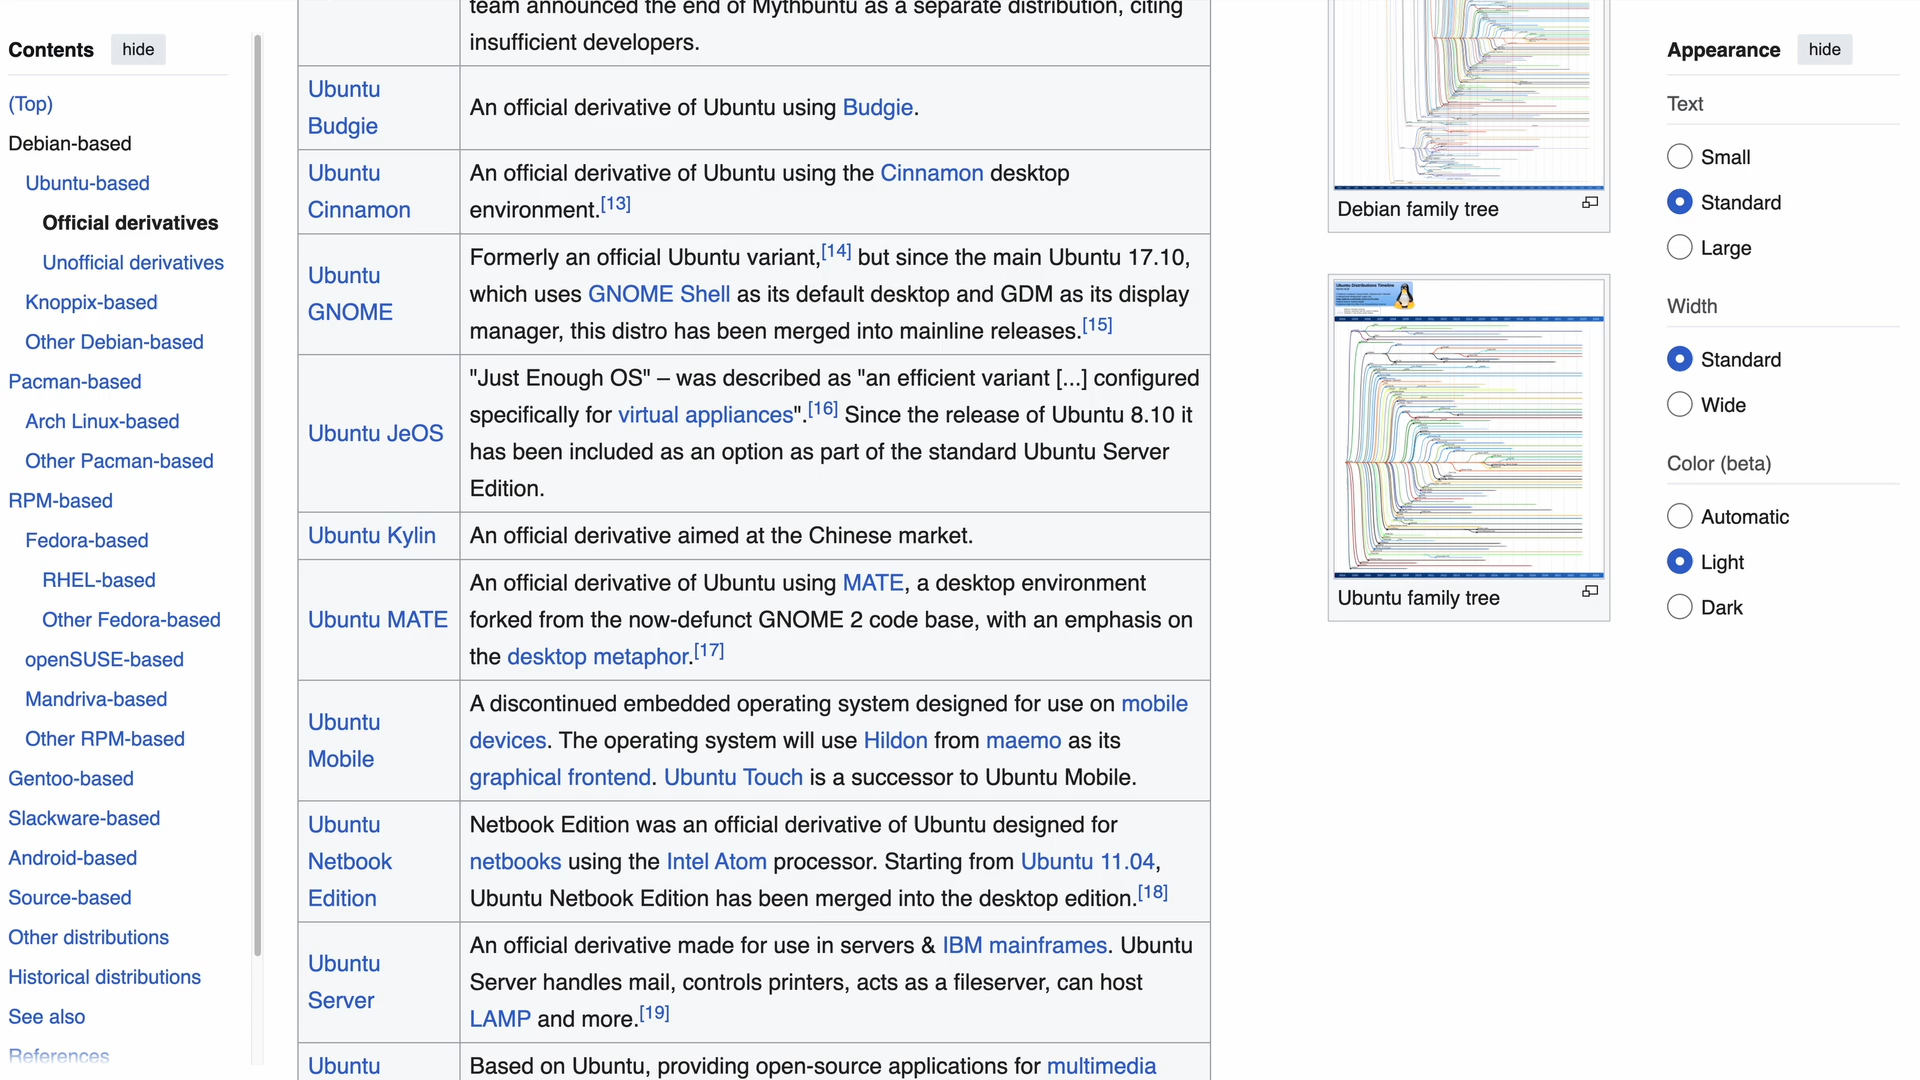 Contents hide
(Top)
Debian-based
Ubuntu-based
Official derivatives
Unofficial derivatives
Knoppix-based
Other Debian-based
Pacman-based
Arch Linux-based
Other Pacman-based
RPM-based
Fedora-based
RHEL-based
Other Fedora-based
openSUSE-based
Mandriva-based
Other RPM-based
Gentoo-based
Slackware-based
Android-based
Source-based
Other distributions
Historical distributions
See also
References
team announced the end of Mythbuntu as a separate distribution, citing
insufficient developers.
Ubuntu
Budgie
An official derivative of Ubuntu using Budgie.
Ubuntu
Cinnamon
An official derivative of Ubuntu using the Cinnamon desktop
environment.[13]
Ubuntu
GNOME
Formerly an official Ubuntu variant,[14] but since the main Ubuntu 17.10,
which uses GNOME Shell as its default desktop and GDM as its display
manager, this distro has been merged into mainline releases.[15]
Ubuntu JeOS
"Just Enough OS" – was described as "an efficient variant [...] configured
specifically for virtual appliances".[16] Since the release of Ubuntu 8.10 it
has been included as an option as part of the standard Ubuntu Server
Edition.
Ubuntu Kylin
An official derivative aimed at the Chinese market.
Ubuntu MATE
An official derivative of Ubuntu using MATE, a desktop environment
forked from the now-defunct GNOME 2 code base, with an emphasis on
the desktop metaphor.[17]
Ubuntu
Mobile
A discontinued embedded operating system designed for use on mobile
devices. The operating system will use Hildon from maemo as its
graphical frontend. Ubuntu Touch is a successor to Ubuntu Mobile.
Ubuntu
Netbook
Edition
Netbook Edition was an official derivative of Ubuntu designed for
netbooks using the Intel Atom processor. Starting from Ubuntu 11.04,
Ubuntu Netbook Edition has been merged into the desktop edition.[18]
Ubuntu
Server
An official derivative made for use in servers & IBM mainframes. Ubuntu
Server handles mail, controls printers, acts as a fileserver, can host
LAMP and more.[19]
Ubuntu
Based on Ubuntu, providing open-source applications for multimedia
Debian family tree
Ubuntu Distributions Timeline
Ubuntu family tree
Appearance hide
Text
Small
Standard
Large
Width
Standard
Wide
Color (beta)
Automatic
Light
Dark